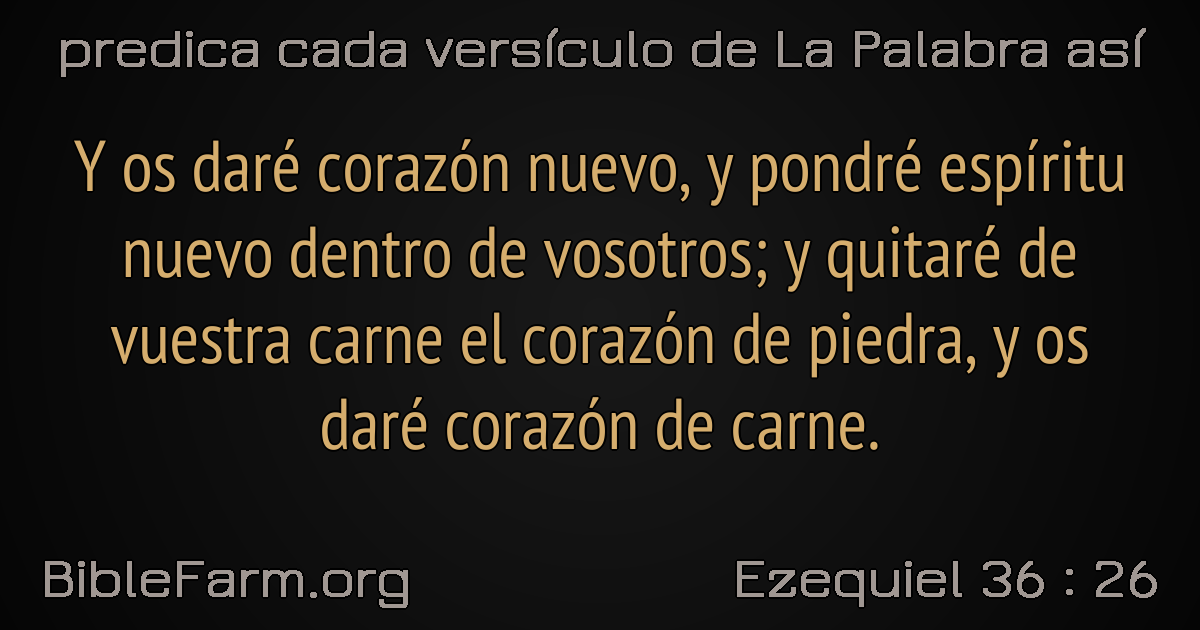 predica cada versículo de La Palabra así
Y os daré corazón nuevo, y pondré espíritu
nuevo dentro de vosotros; y quitaré de
vuestra carne el corazón de piedra, y os
daré corazón de carne.
BibleFarm.org
Ezequiel 36 : 26